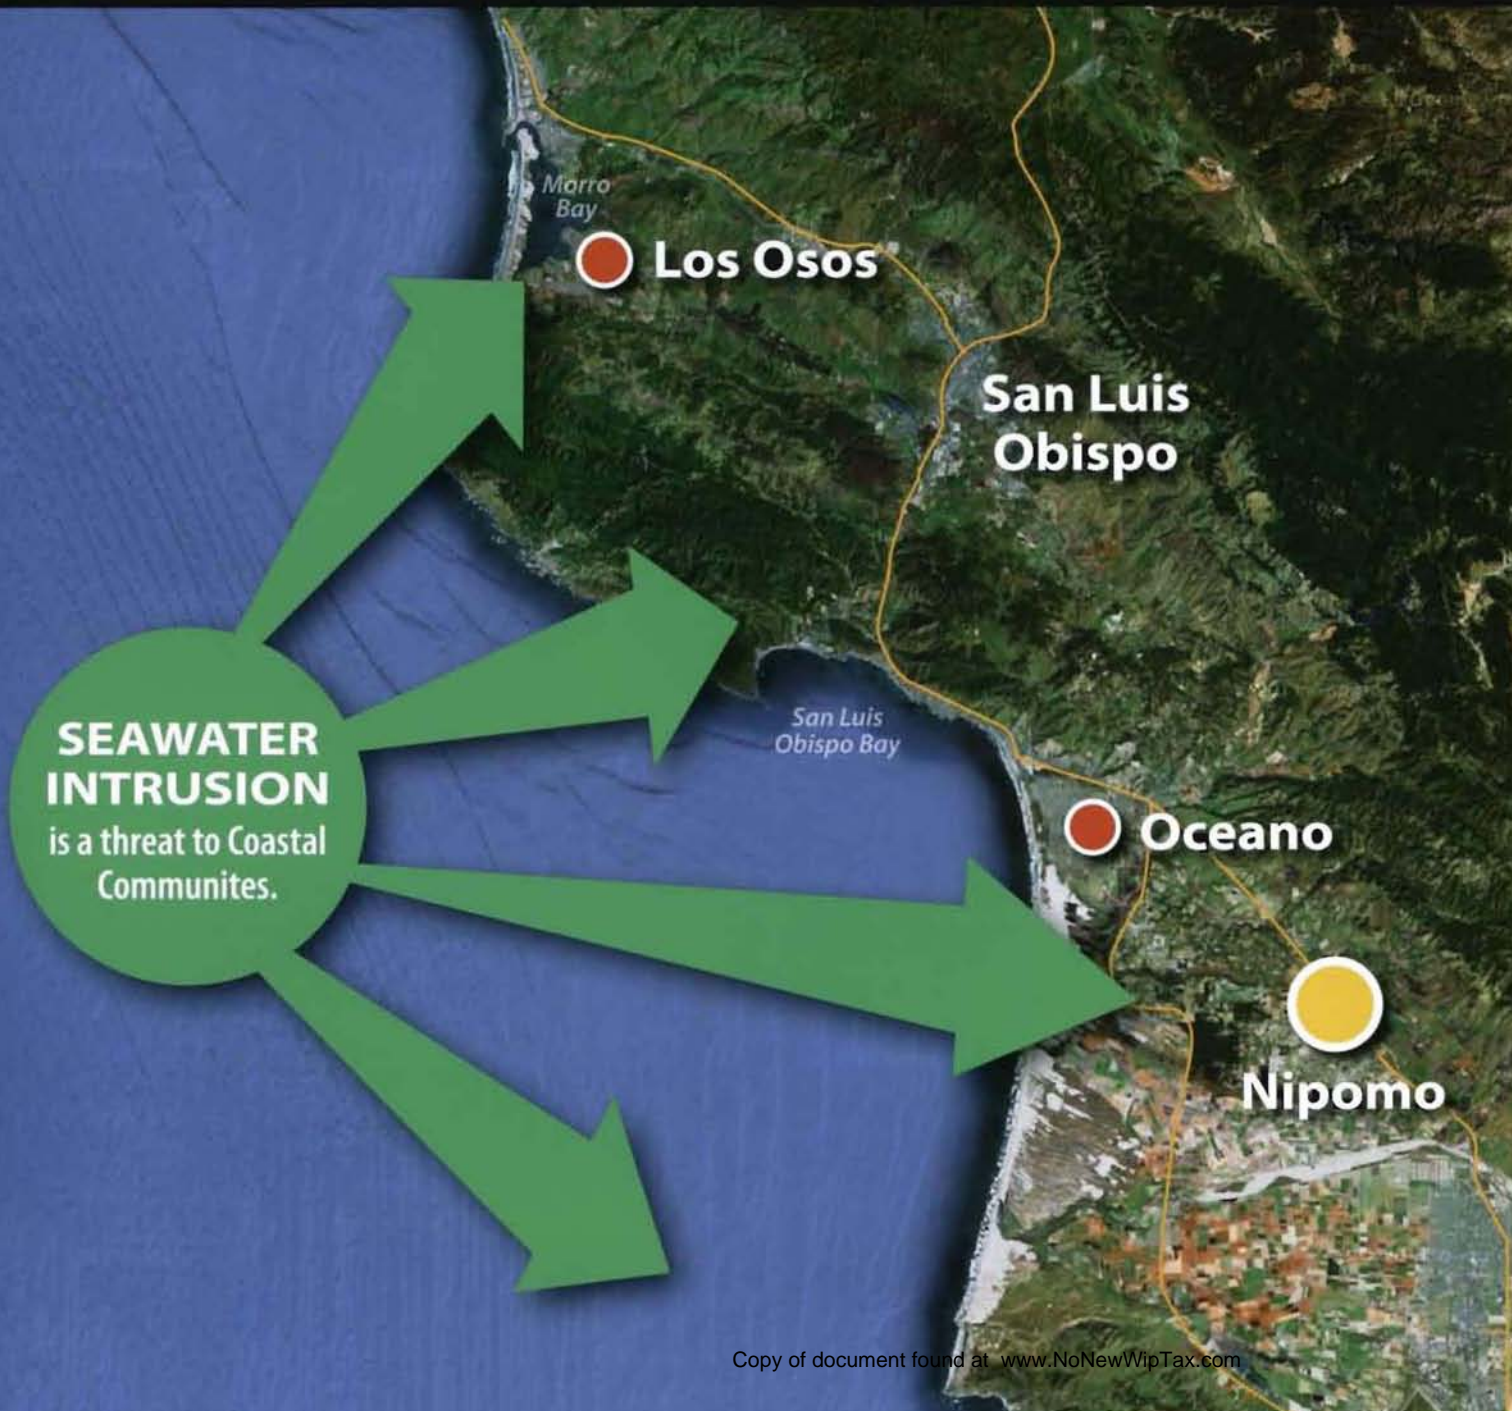 Morro
Bay
Los Osos
San Luis
Obispo
San Luis
Obispo Bay
SEAWATER
INTRUSION
is a threat to Coastal
Communites.
Oceano
Nipomo
Copy of document found at www.NoNewWipTax.com